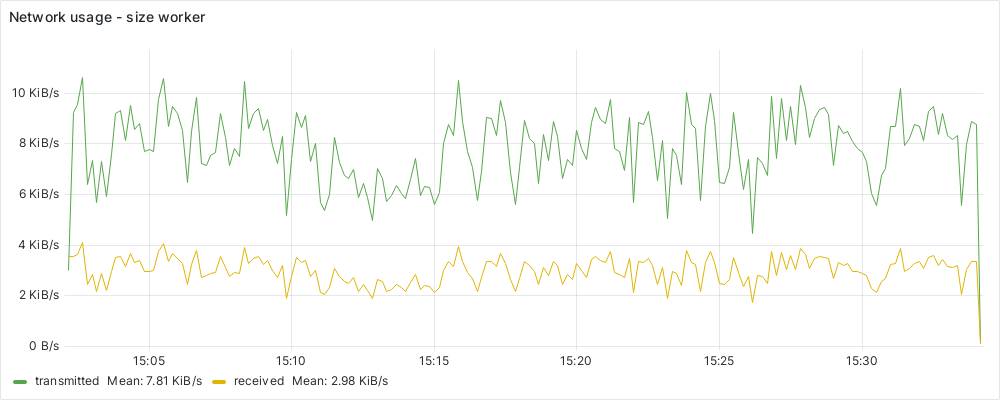 Network usage - size worker
10 KiB/s
8 KiB/s
6 KiB/s
4 KiB/s
2 KiB/s
0 B/s
15:05 15:10 15:15 15:20 15:25 15:30
transmitted Mean: 7.81 KiB/s received Mean: 2.98 KiB/s